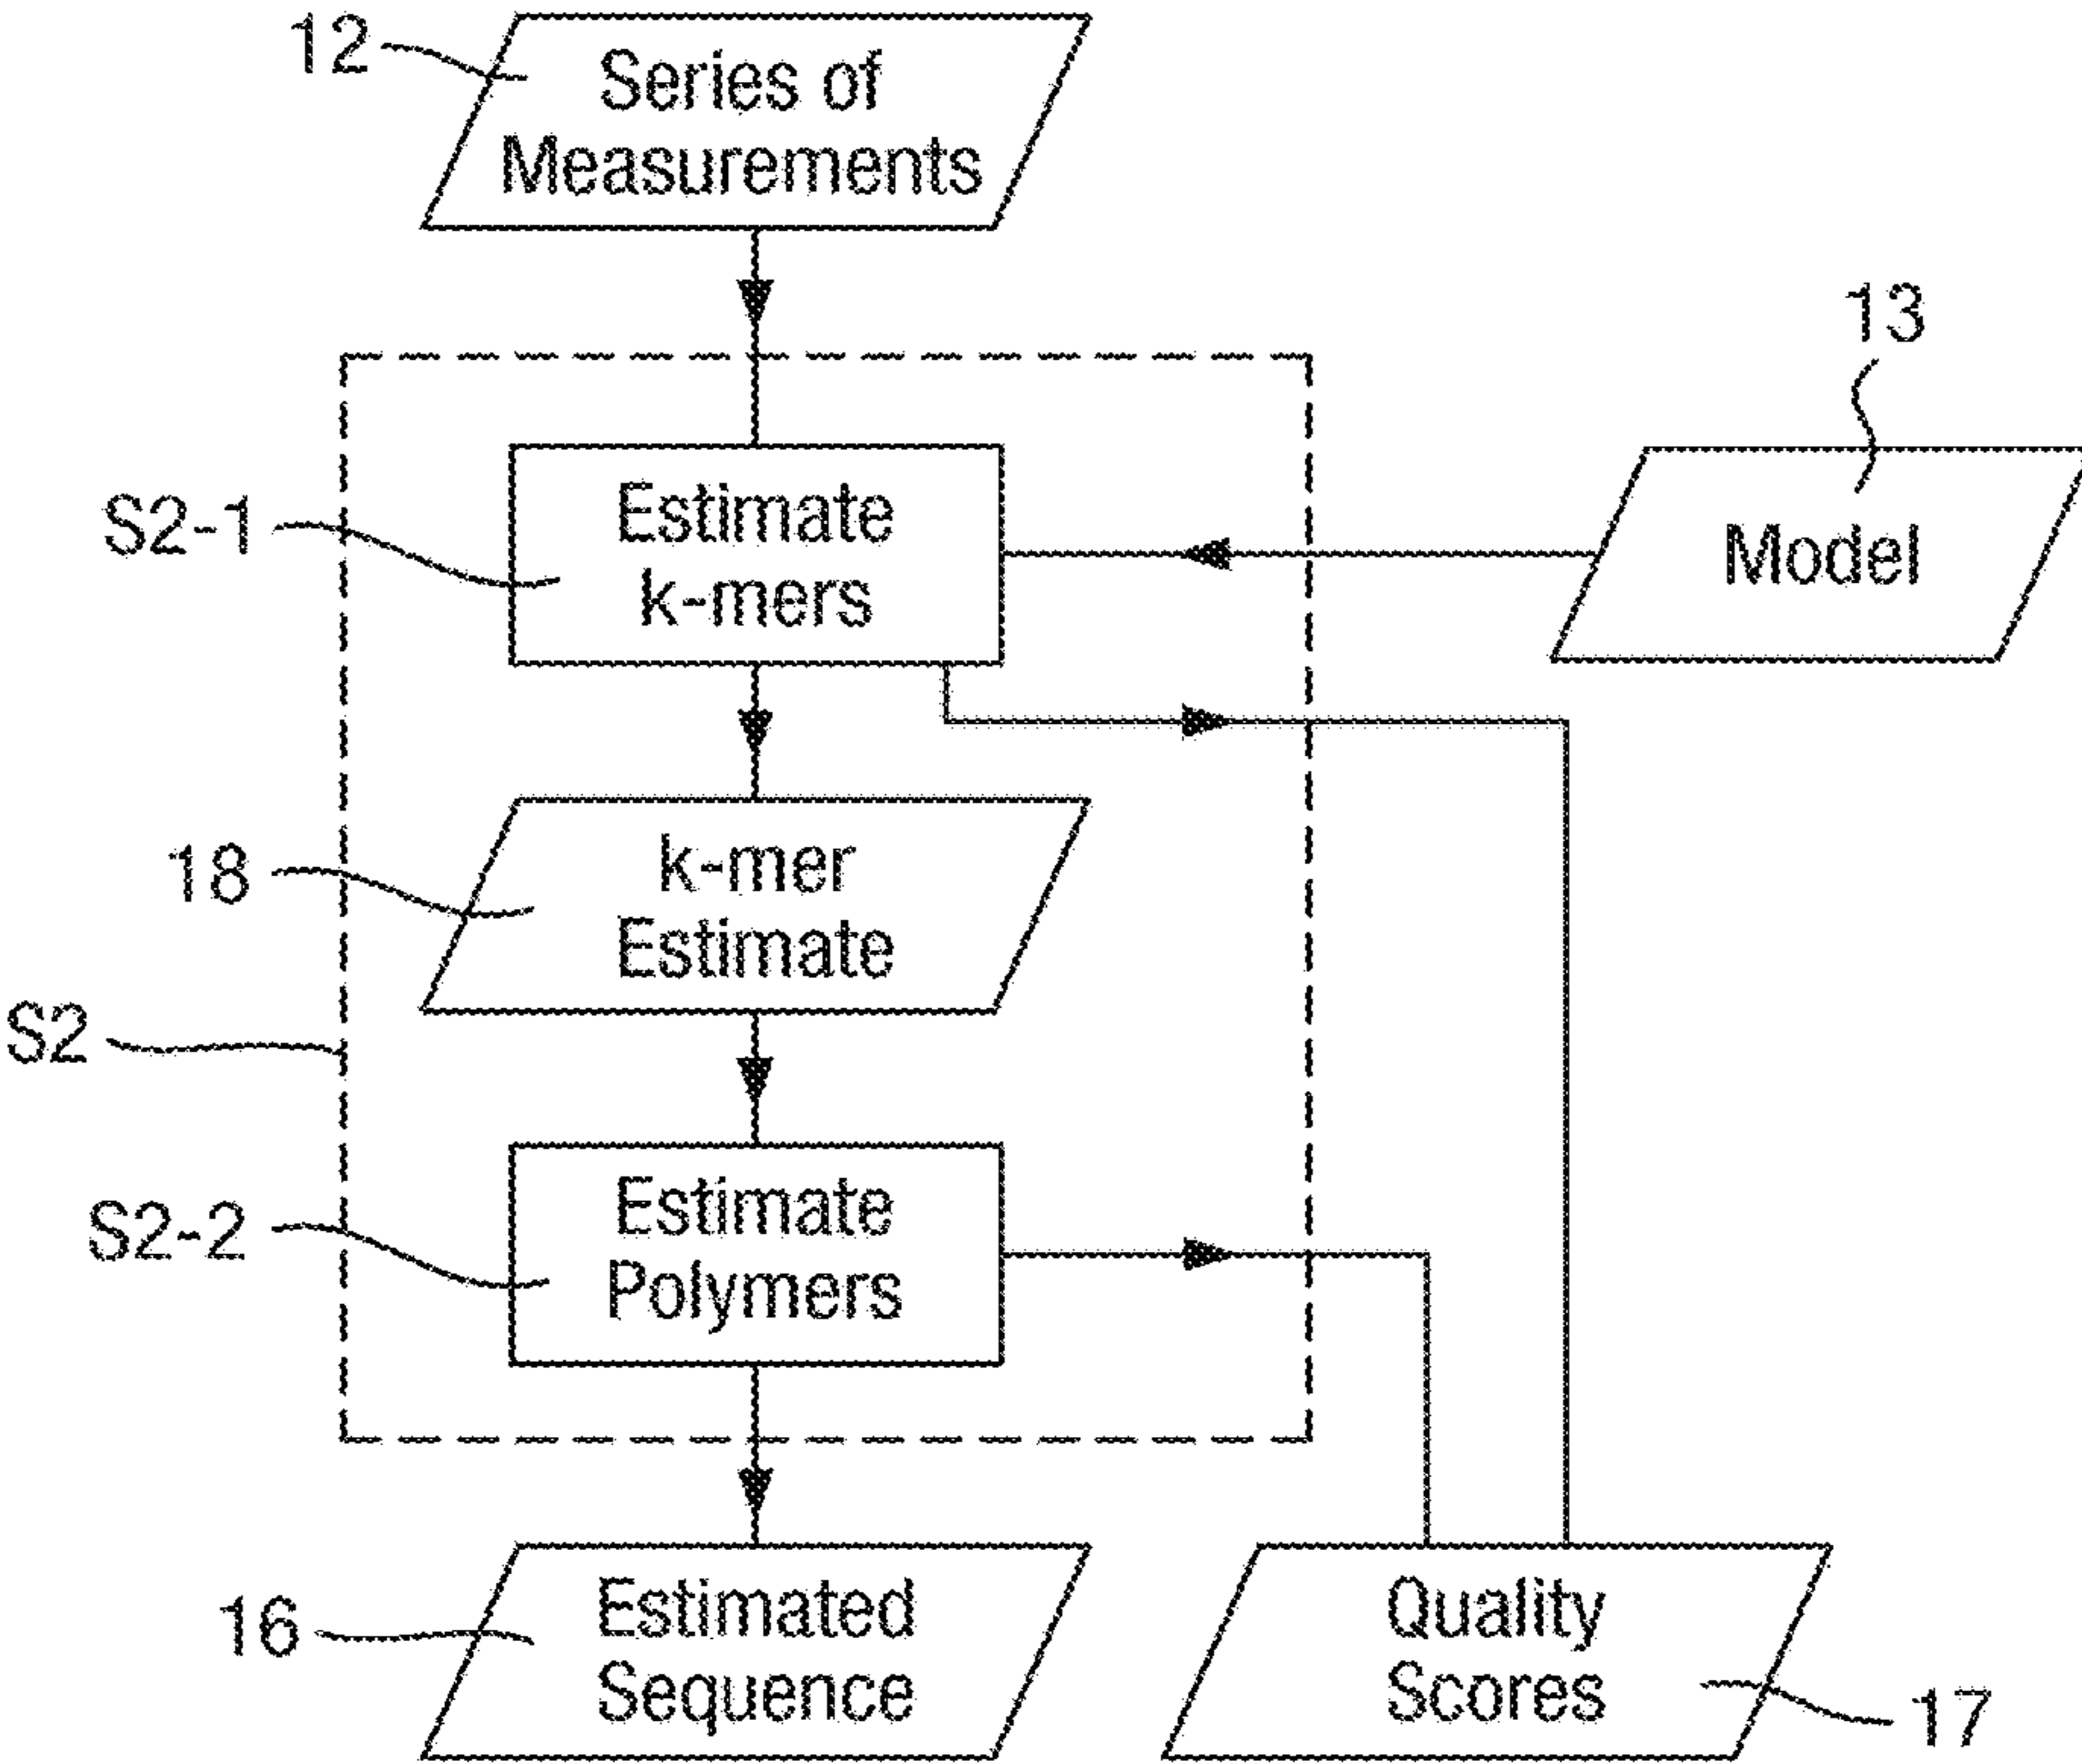 12
Series of
Measurements
13
S2-1
Estimate
k-mers
Model
18
k-mer
Estimate
S2
S2-2
Estimate
Polymers
16
Estimated
Sequence
Quality
Scores
17